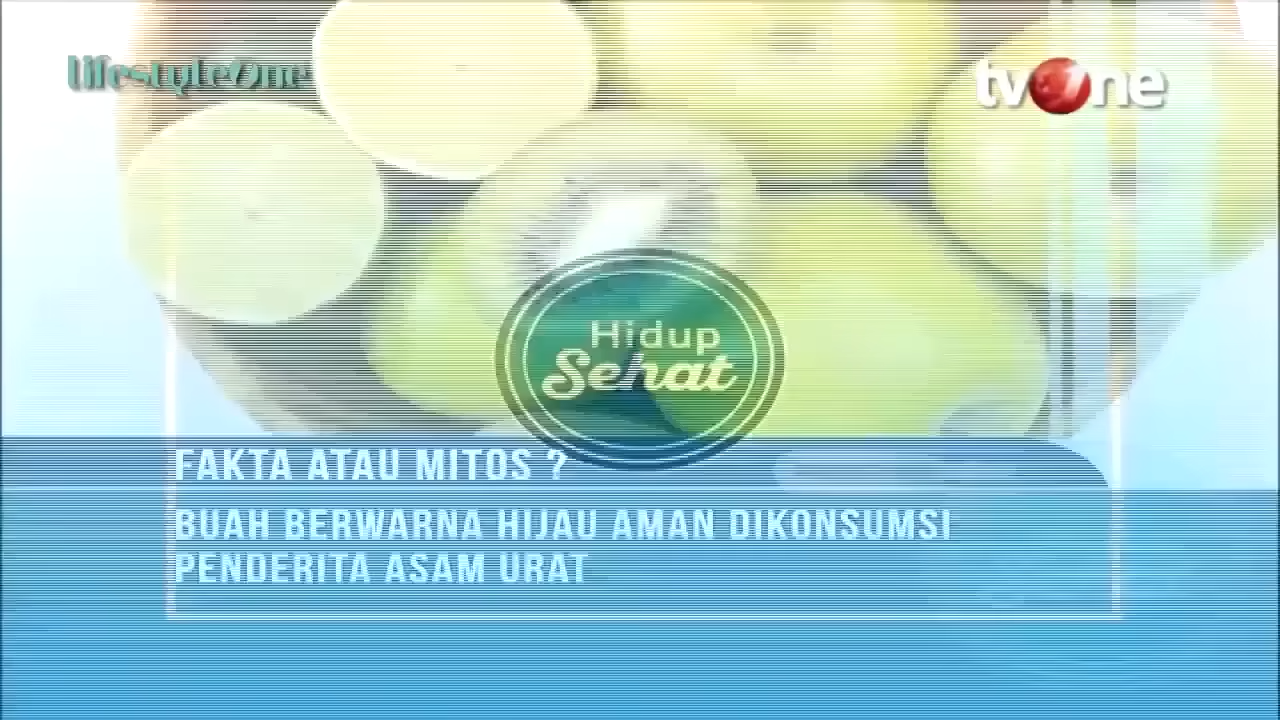 lifestyleOne
tvOne
Hidup
Sehat
FAKTA ATAU MITOS ?
BUAH BERWARNA HIJAU AMAN DIKONSUMSI
PENDERITA ASAM URAT